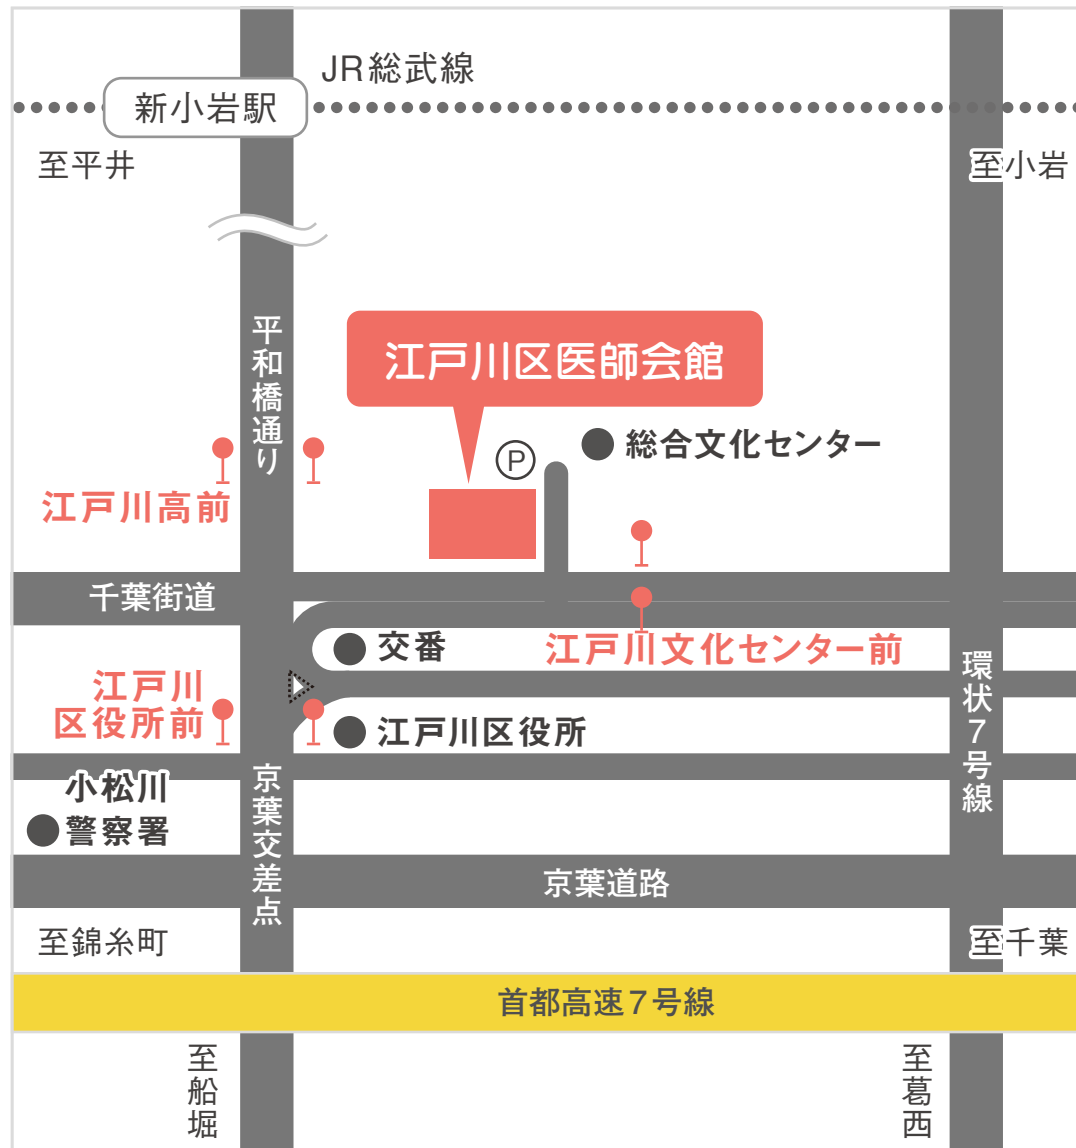 JR総武線
新小岩駅
至平井
至小岩
平和橋通り
江戸川区医師会館
P
総合文化センター
江戸川高前
千葉街道
交番
江戸川文化センター前
江戸川
区役所前
江戸川区役所
環状7号線
小松川
警察署
京葉交差点
京葉道路
至錦糸町
至千葉
首都高速7号線
至船堀
至葛西